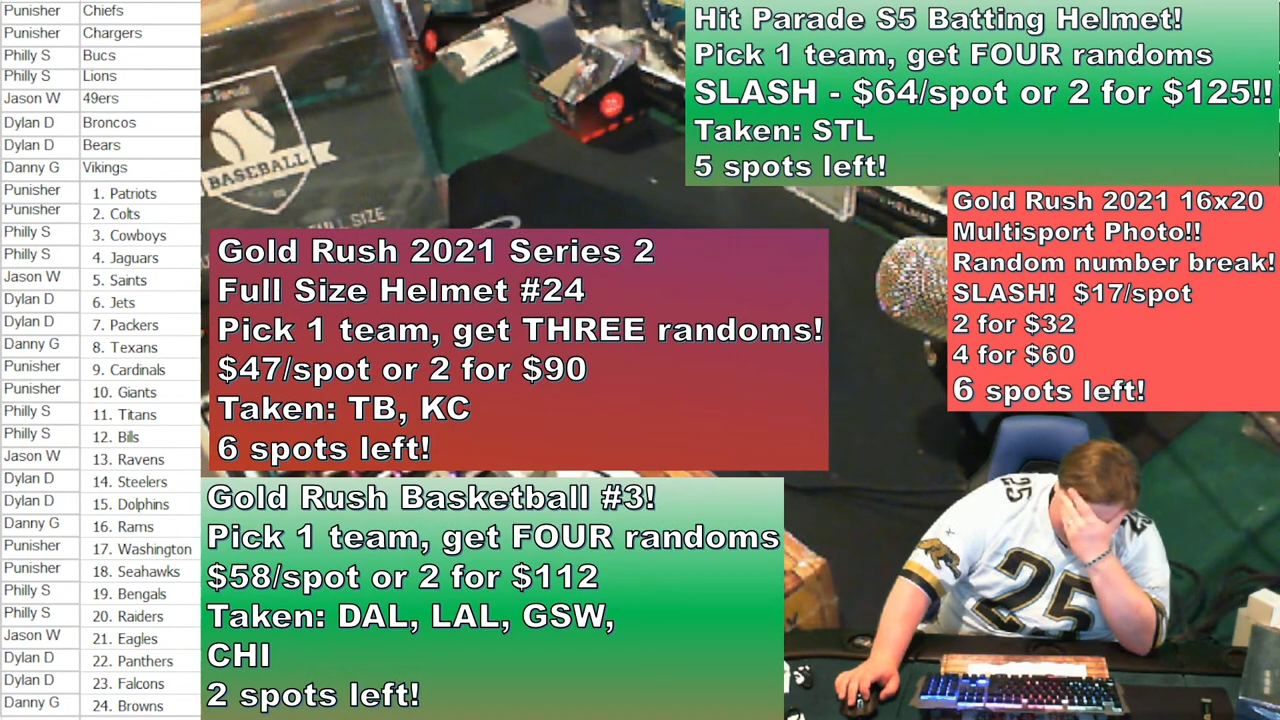 Punisher Chiefs
Punisher Chargers
Philly S Bucs
Philly S Lions
Jason W 49ers
Dylan D Broncos
Dylan D Bears
Danny G Vikings
Punisher 1. Patriots
Punisher 2. Colts
Philly S 3. Cowboys
Philly S 4. Jaguars
Jason W 5. Saints
Dylan D 6. Jets
Dylan D 7. Packers
Danny G 8. Texans
Punisher 9. Cardinals
Punisher 10. Giants
Philly S 11. Titans
Philly S 12. Bills
Jason W 13. Ravens
Dylan D 14. Steelers
Dylan D 15. Dolphins
Danny G 16. Rams
Punisher 17. Washington
Punisher 18. Seahawks
Philly S 19. Bengals
Philly S 20. Raiders
Jason W 21. Eagles
Dylan D 22. Panthers
Dylan D 23. Falcons
Danny G 24. Browns
BASEBALL
FULL SIZE
HELMET
Hit Parade S5 Batting Helmet!
Pick 1 team, get FOUR randoms
SLASH - $64/spot or 2 for $125!!
Taken: STL
5 spots left!
Gold Rush 2021 16x20
Multisport Photo!!
Random number break!
SLASH! $17/spot
2 for $32
4 for $60
6 spots left!
Gold Rush 2021 Series 2
Full Size Helmet #24
Pick 1 team, get THREE randoms!
$47/spot or 2 for $90
Taken: TB, KC
6 spots left!
Gold Rush Basketball #3!
Pick 1 team, get FOUR randoms
$58/spot or 2 for $112
Taken: DAL, LAL, GSW,
CHI
2 spots left!
25
25